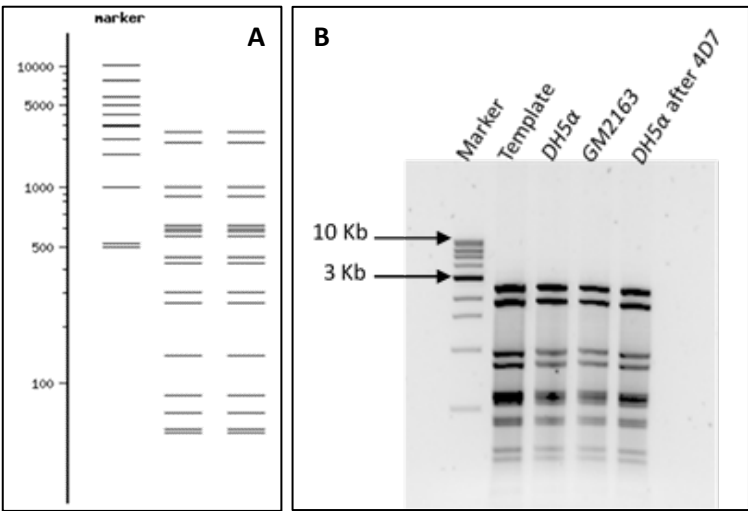 marker
A
10000
5000
1000
500
100
B
Marker
Template
DH5α
GM2163
DH5α after 4D7
10 Kb
3 Kb